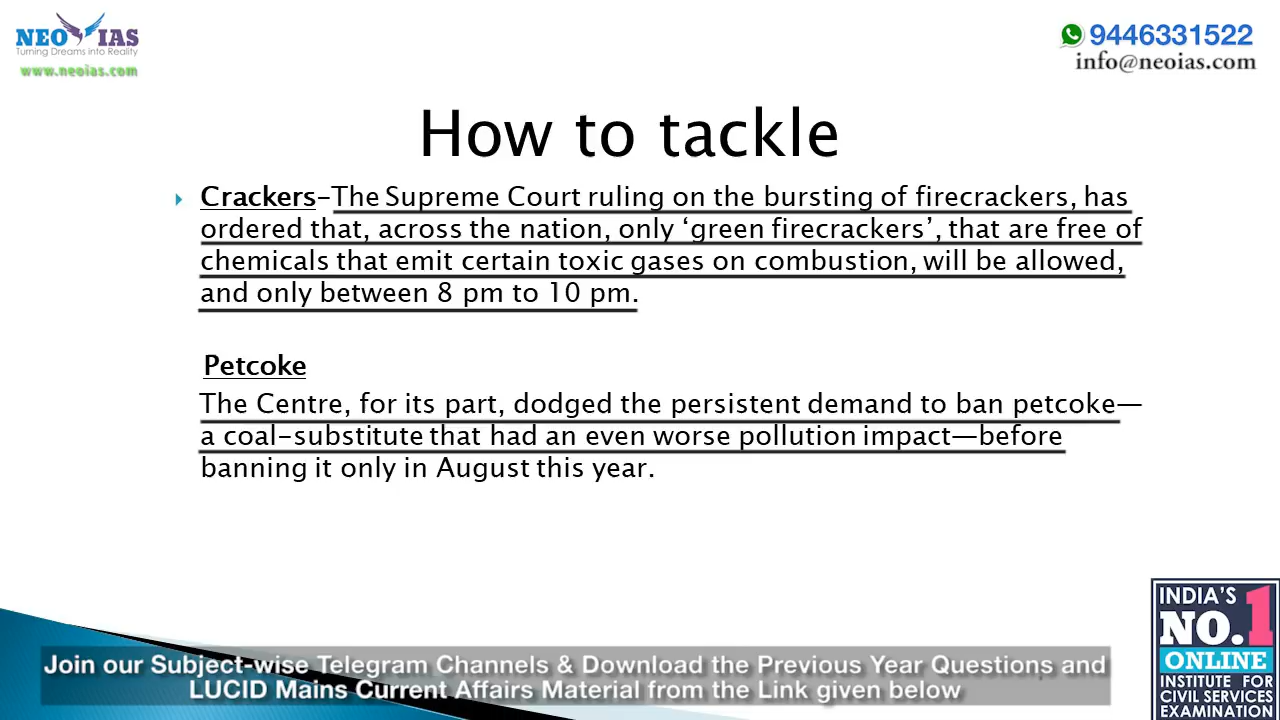 NEO IAS
Turning Dreams into Reality
www.neoias.com
9446331522
info@neoias.com
How to tackle
Crackers-The Supreme Court ruling on the bursting of firecrackers, has
ordered that, across the nation, only ‘green firecrackers’, that are free of
chemicals that emit certain toxic gases on combustion, will be allowed,
and only between 8 pm to 10 pm.
Petcoke
The Centre, for its part, dodged the persistent demand to ban petcoke—
a coal-substitute that had an even worse pollution impact—before
banning it only in August this year.
Join our Subject-wise Telegram Channels & Download the Previous Year Questions and
LUCID Mains Current Affairs Material from the Link given below
INDIA'S
NO.1
ONLINE
INSTITUTE FOR
CIVIL SERVICES
EXAMINATION